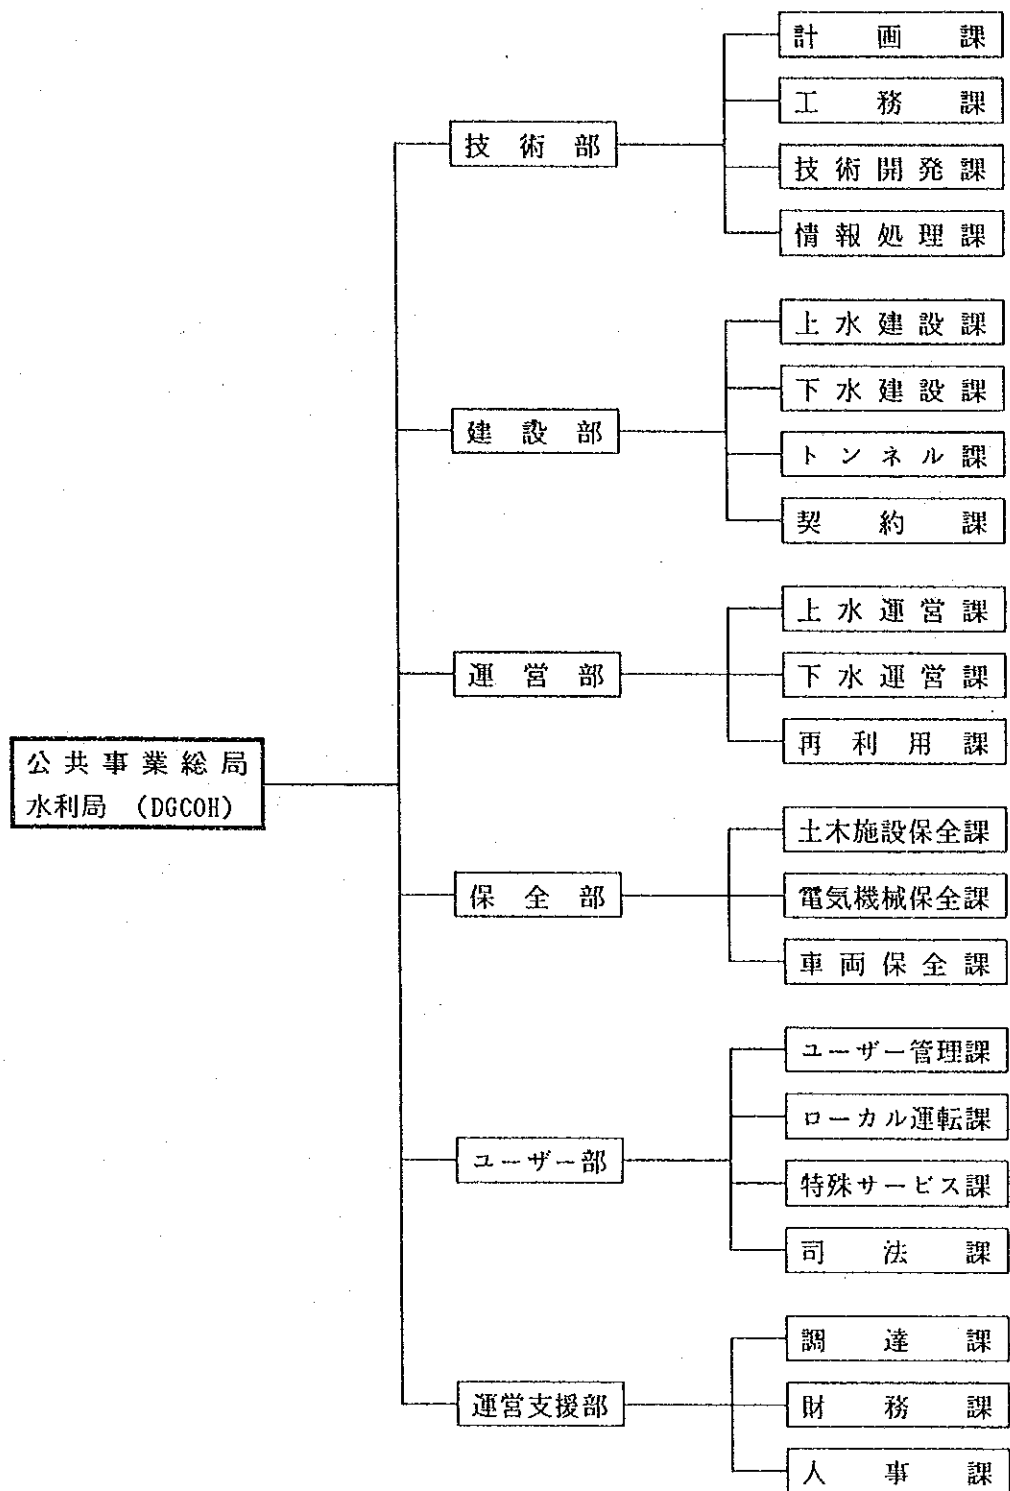 公共事業総局
水利局 (DGCOH)
技術部
計画課
工務課
技術開発課
情報処理課
建設部
上水建設課
下水建設課
トンネル課
契約課
運営部
上水運営課
下水運営課
再利用課
保全部
土木施設保全課
電気機械保全課
車両保全課
ユーザー部
ユーザー管理課
ローカル運転課
特殊サービス課
司法課
運営支援部
調達課
財務課
人事課